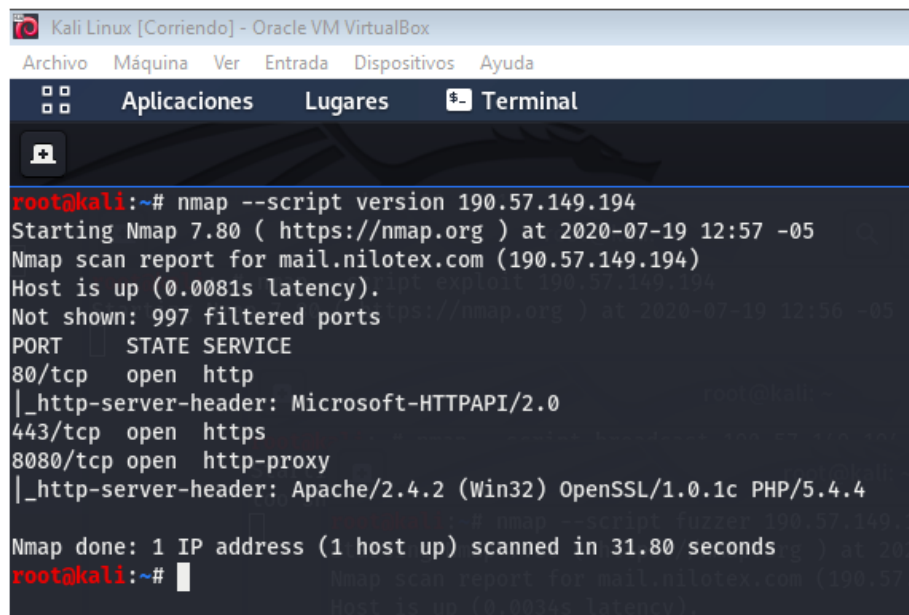 Kali Linux [Corriendo] - Oracle VM VirtualBox
Archivo Máquina Ver Entrada Dispositivos Ayuda
Aplicaciones Lugares $_ Terminal
root@kali:~# nmap --script version 190.57.149.194
Starting Nmap 7.80 ( https://nmap.org ) at 2020-07-19 12:57 -05
Nmap scan report for mail.nilotex.com (190.57.149.194)
Host is up (0.0081s latency).
Not shown: 997 filtered ports
PORT STATE SERVICE
80/tcp open http
|_http-server-header: Microsoft-HTTPAPI/2.0
443/tcp open https
8080/tcp open http-proxy
|_http-server-header: Apache/2.4.2 (Win32) OpenSSL/1.0.1c PHP/5.4.4
Nmap done: 1 IP address (1 host up) scanned in 31.80 seconds
root@kali:~#